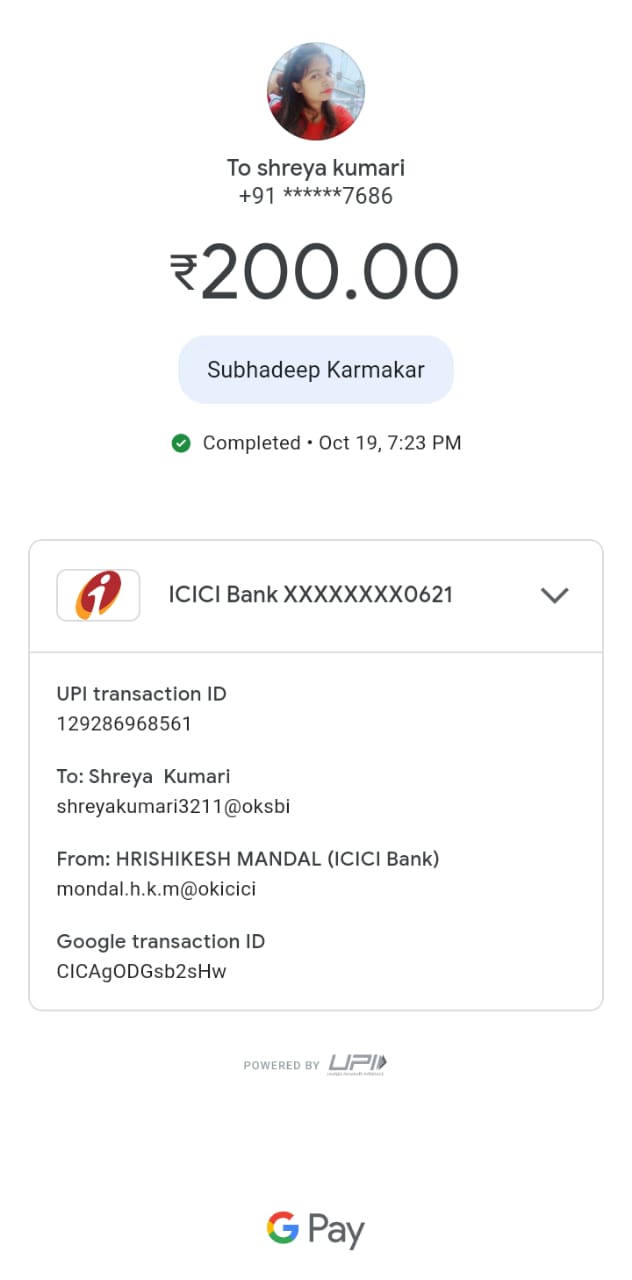 To shreya kumari
+91 ******7686
₹200.00
Subhadeep Karmakar
Completed • Oct 19, 7:23 PM
ICICI Bank XXXXXXXX0621
UPI transaction ID
129286968561
To: Shreya  Kumari
shreyakumari3211@oksbi
From: HRISHIKESH MANDAL (ICICI Bank)
mondal.h.k.m@okicici
Google transaction ID
CICAgODGsb2sHw
POWERED BY UPI
G Pay